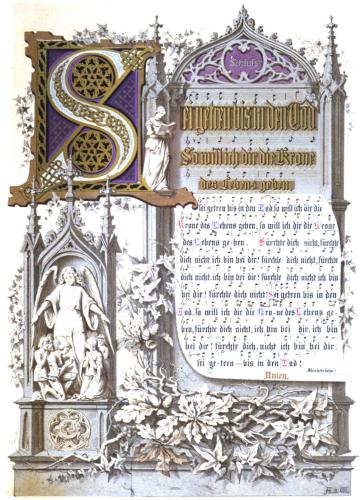 Schluß.
Sei getreu bis in den Tod
So will ich dir die Krone
des Lebens geben,
Sei getreu bis in den Tod, so will ich dir die
Krone des Lebens geben, so will ich dir die Krone
des Lebens ge-ben. Fürchte dich nicht, fürchte
dich nicht, ich bin bei dir! fürchte dich nicht, fürchte
dich nicht, ich bin bei dir! fürchte dich nicht ich bin
bei dir! fürchte dich nicht! Sei getreu bis in den
Tod, so will ich dir die Kro-ne des Lebens ge-
ben, fürchte dich nicht, ich bin bei dir, ich bin
bei dir! fürchte dich nicht, ich bin bei dir,
sei ge-treu-bis in den Tod!
Amen.